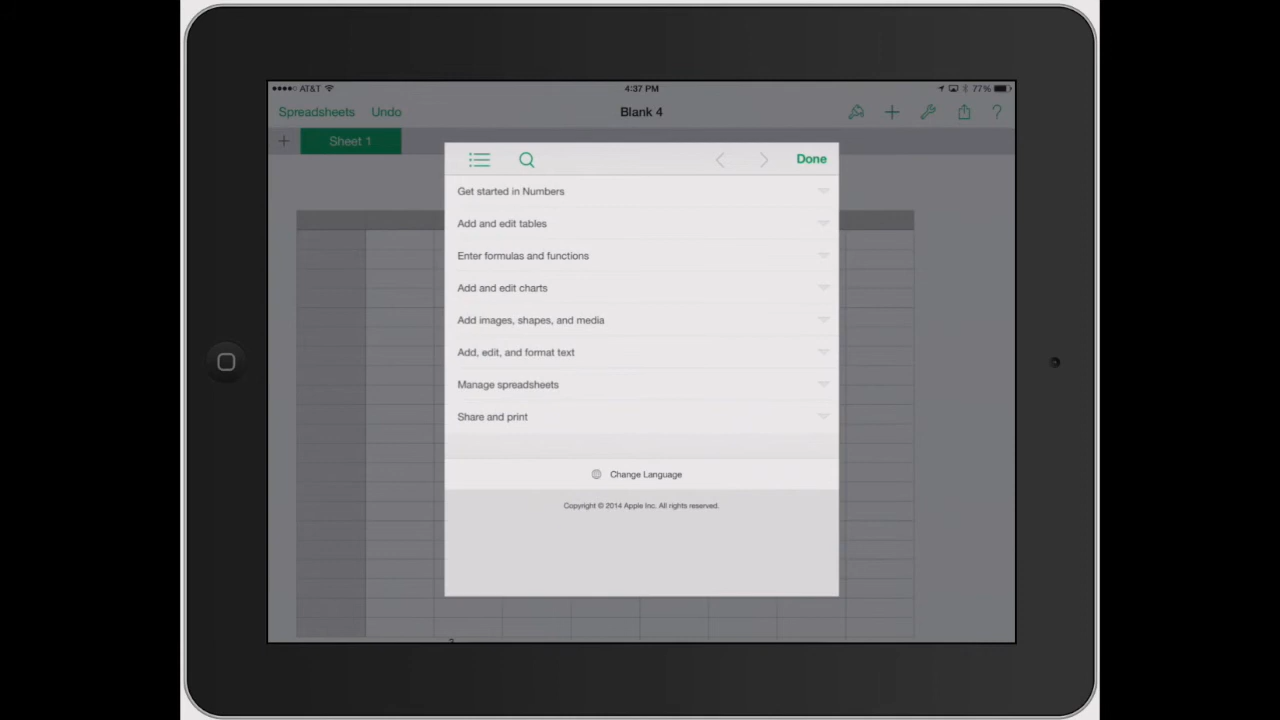 AT&T 4:37 PM 77%
Spreadsheets Undo Blank 4 ?
Sheet 1
Done
Get started in Numbers
Add and edit tables
Enter formulas and functions
Add and edit charts
Add images, shapes, and media
Add, edit, and format text
Manage spreadsheets
Share and print
Change Language
Copyright © 2014 Apple Inc. All rights reserved.